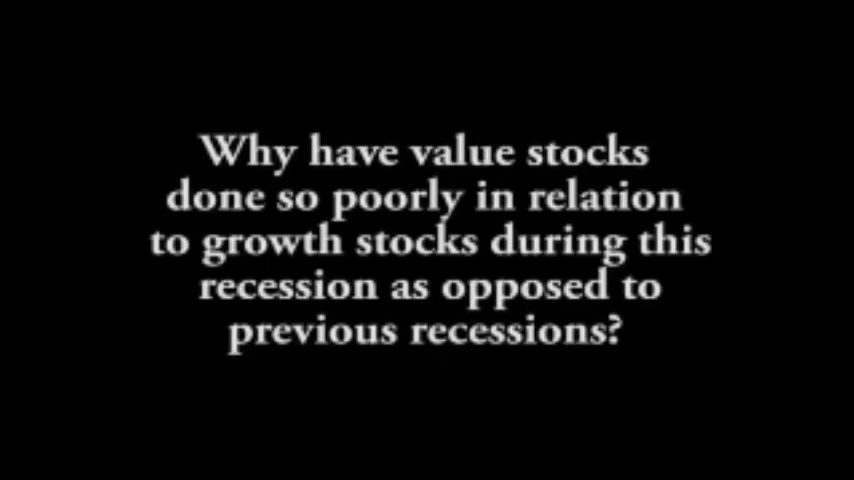 Why have value stocks
done so poorly in relation
to growth stocks during this
recession as opposed to
previous recessions?